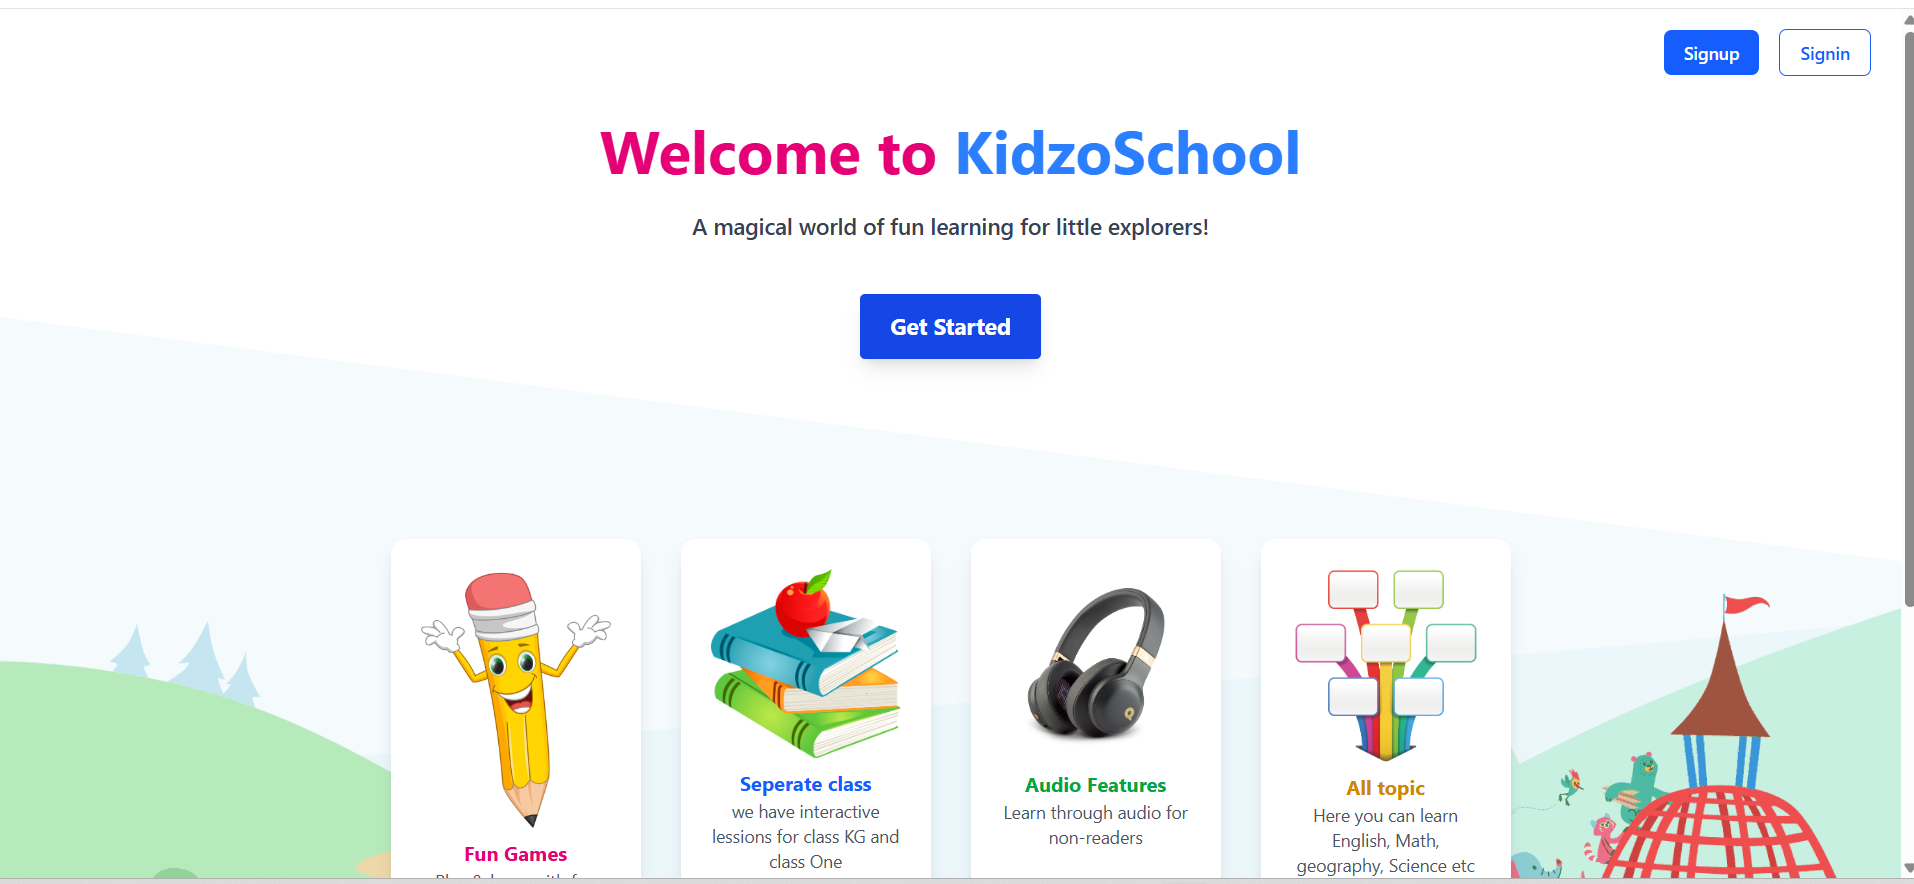 Signup
Signin
Welcome to KidzoSchool
A magical world of fun learning for little explorers!
Get Started
Fun Games
Seperate class
we have interactive
lessions for class KG and
class One
Audio Features
Learn through audio for
non-readers
All topic
Here you can learn
English, Math,
geography, Science etc